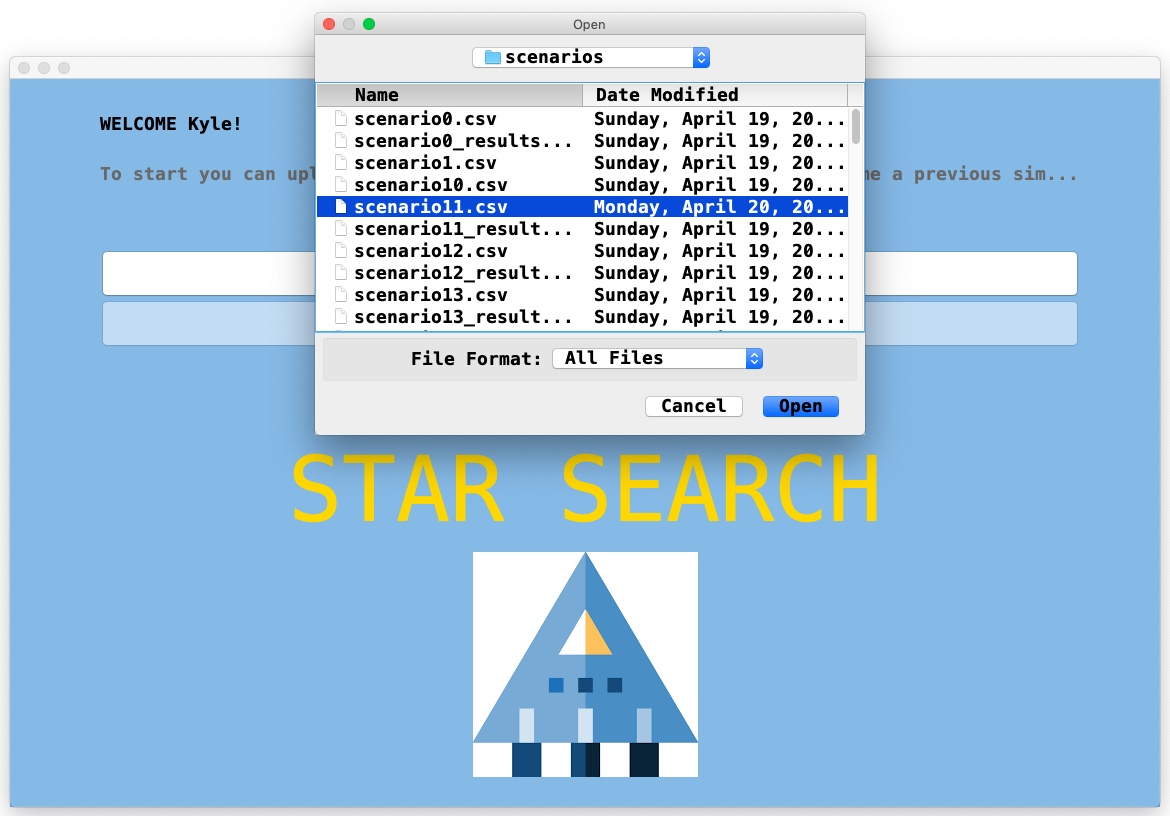 Open
scenarios
Name Date Modified
scenario0.csv Sunday, April 19, 20...
scenario0_results... Sunday, April 19, 20...
scenario1.csv Sunday, April 19, 20...
scenario10.csv Sunday, April 19, 20...
scenario11.csv Monday, April 20, 20...
scenario11_result... Sunday, April 19, 20...
scenario12.csv Sunday, April 19, 20...
scenario12_result... Sunday, April 19, 20...
scenario13.csv Sunday, April 19, 20...
scenario13_result... Sunday, April 19, 20...
File Format: All Files
Cancel Open
WELCOME Kyle!
To start you can a previous sim...
STAR SEARCH